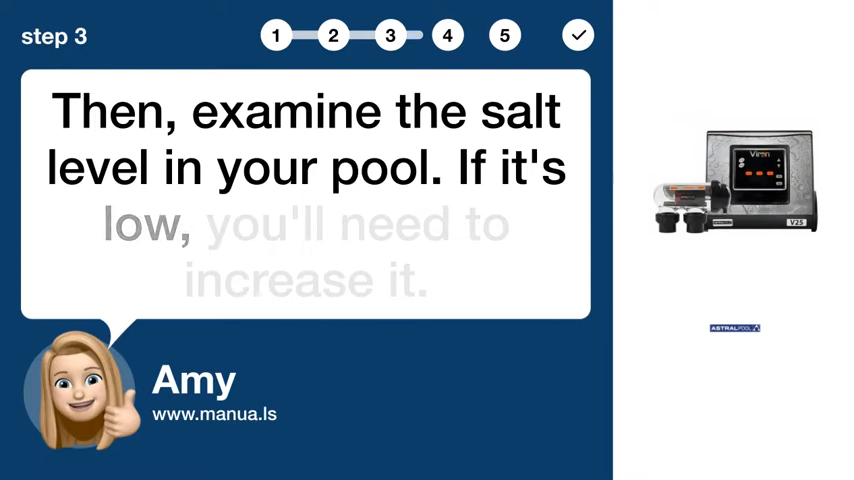 step 3
1 2 3 4 5
Then, examine the salt
level in your pool. If it's
low, you'll need to
increase it.
Amy
www.manua.ls
Viron
V25
ASTRALPOOL